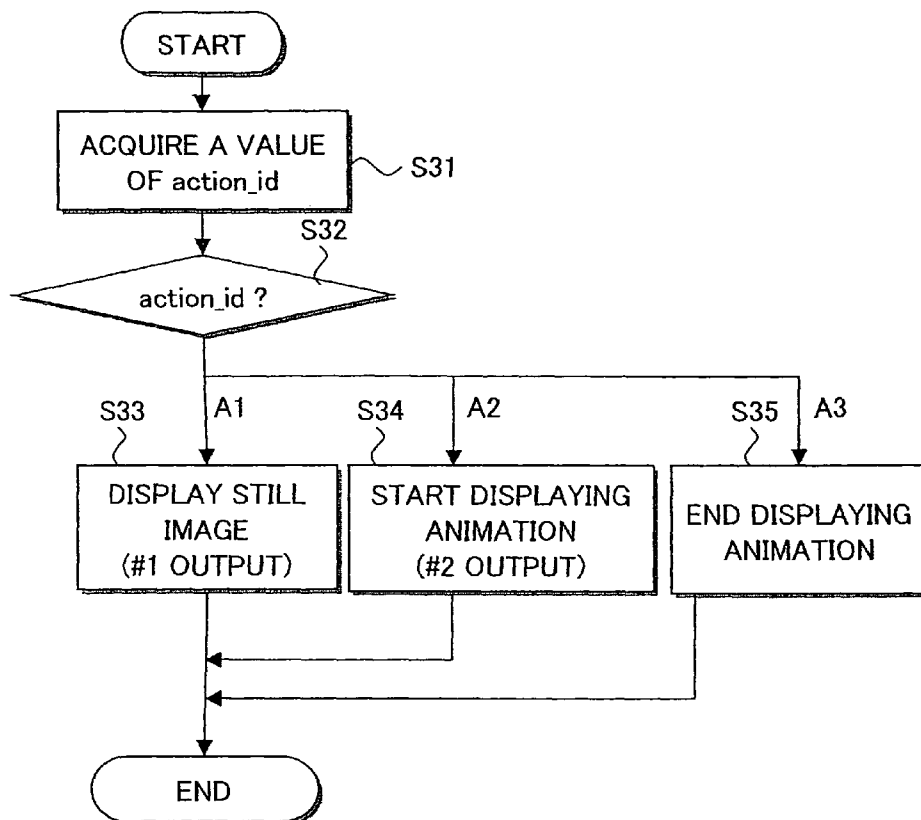 START
ACQUIRE A VALUE
OF action_id
S31
S32
action_id ?
S33
A1
S34
A2
S35
A3
DISPLAY STILL
IMAGE
(#1 OUTPUT)
START DISPLAYING
ANIMATION
(#2 OUTPUT)
END DISPLAYING
ANIMATION
END